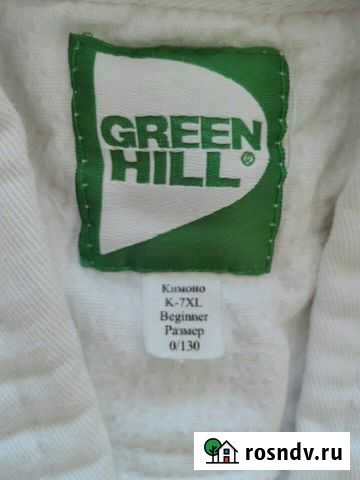 GREEN
HILL®
Кимоно
K-7XL
Beginner
Размер
0/130
rosndv.ru